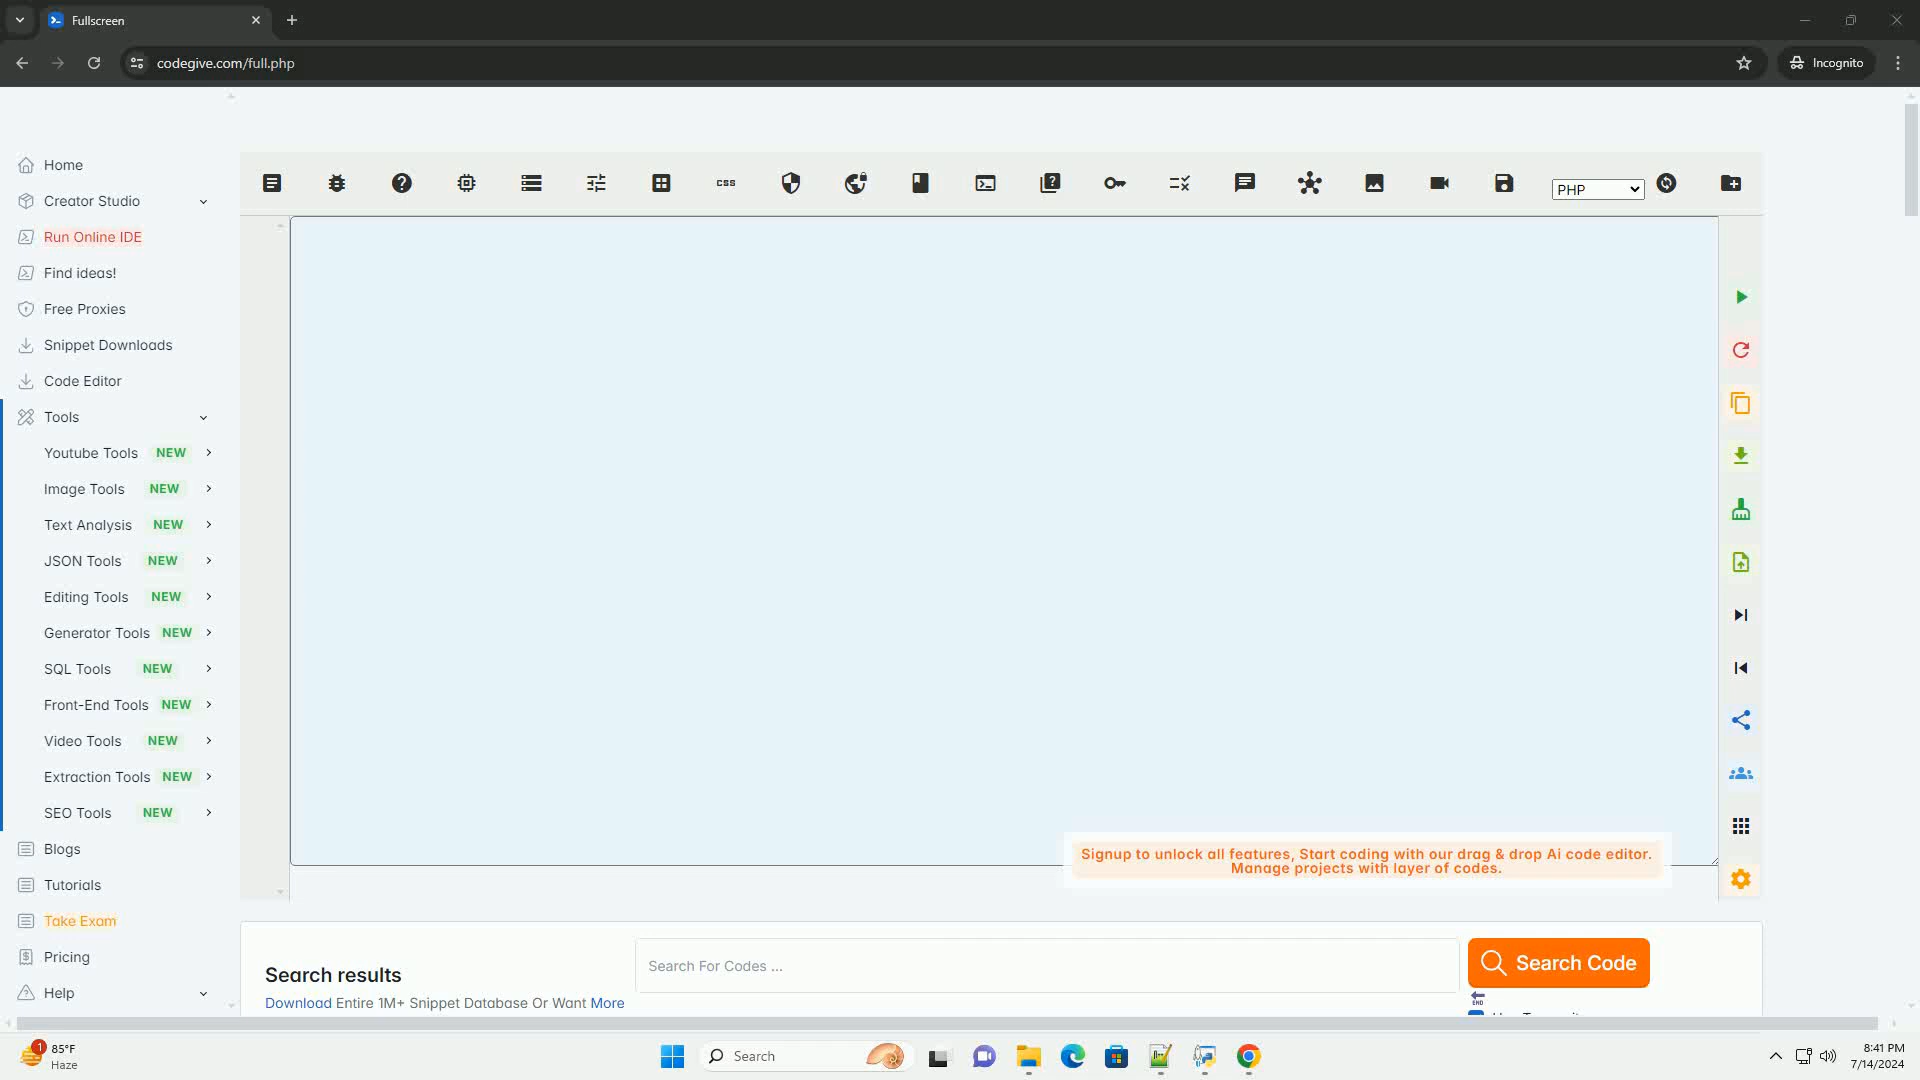 Fullscreen
codegive.com/full.php
Incognito
Home
Creator Studio
Run Online IDE
Find ideas!
Free Proxies
Snippet Downloads
Code Editor
Tools
Youtube Tools NEW
Image Tools NEW
Text Analysis NEW
JSON Tools NEW
Editing Tools NEW
Generator Tools NEW
SQL Tools NEW
Front-End Tools NEW
Video Tools NEW
Extraction Tools NEW
SEO Tools NEW
Blogs
Tutorials
Take Exam
Pricing
Help
CSS
PHP
Signup to unlock all features, Start coding with our drag & drop Ai code editor.
Manage projects with layer of codes.
Search results
Download Entire 1M+ Snippet Database Or Want More
Search For Codes ...
Search Code
END
1
85°F
Haze
Search
8:41 PM
7/14/2024